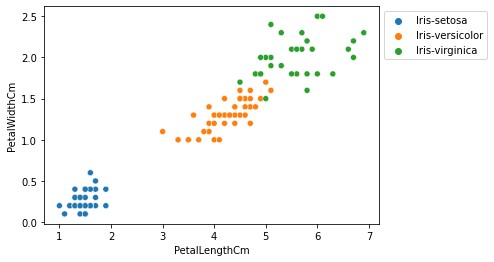 Iris-setosa
Iris-versicolor
Iris-virginica
PetalWidthCm
2.5
2.0
1.5
1.0
0.5
0.0
1 2 3 4 5 6 7
PetalLengthCm